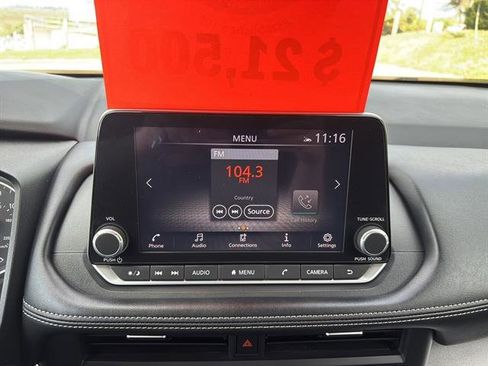 $21,500
MENU
11:16
FM
104.3
FM
Country
Source
Call History
VOL
TUNE·SCROLL
Phone
Audio
Connections
Info
Settings
PUSH
PUSH SOUND
AUDIO
MENU
CAMERA